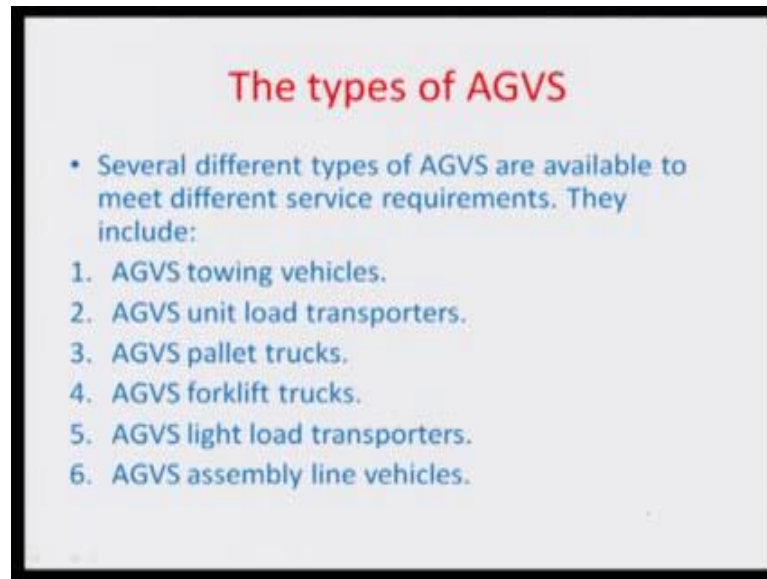 The types of AGVS
• Several different types of AGVS are available to
meet different service requirements. They
include:
1. AGVS towing vehicles.
2. AGVS unit load transporters.
3. AGVS pallet trucks.
4. AGVS forklift trucks.
5. AGVS light load transporters.
6. AGVS assembly line vehicles.